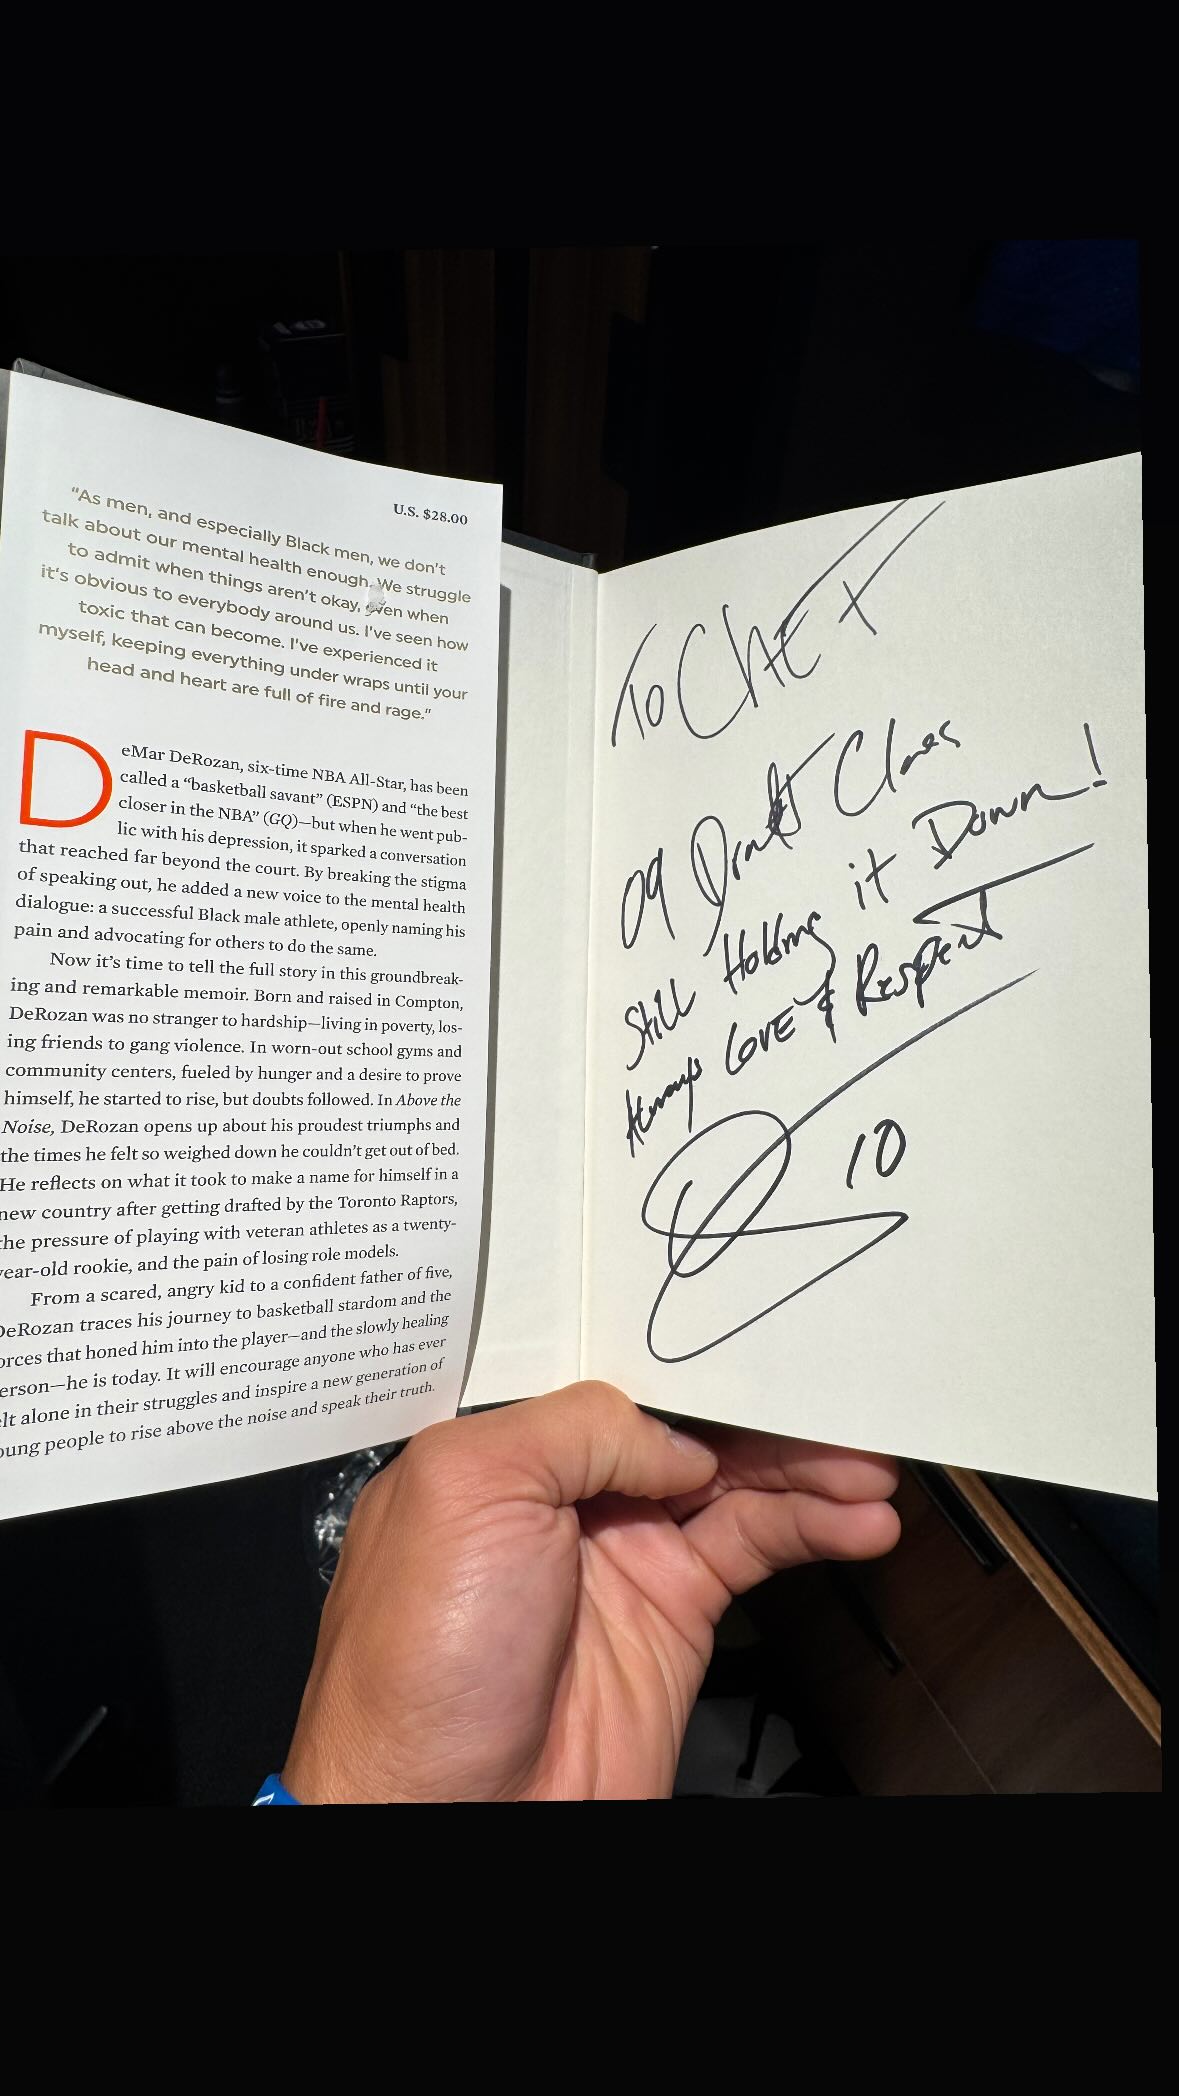 U.S. $28.00
"As men, and especially Black men, we don't
talk about our mental health enough. We struggle
to admit when things aren't okay, even when
it's obvious to everybody around us. I've seen how
toxic that can become. I've experienced it
myself, keeping everything under wraps until your
head and heart are full of fire and rage."
DeMar DeRozan, six-time NBA All-Star, has been
called a "basketball savant" (ESPN) and "the best
closer in the NBA" (GQ)—but when he went pub-
lic with his depression, it sparked a conversation
that reached far beyond the court. By breaking the stigma
of speaking out, he added a new voice to the mental health
dialogue: a successful Black male athlete, openly naming his
pain and advocating for others to do the same.
Now it's time to tell the full story in this groundbreak-
ing and remarkable memoir. Born and raised in Compton,
DeRozan was no stranger to hardship—living in poverty, los-
ing friends to gang violence. In worn-out school gyms and
community centers, fueled by hunger and a desire to prove
himself, he started to rise, but doubts followed. In Above the
Noise, DeRozan opens up about his proudest triumphs and
the times he felt so weighed down he couldn't get out of bed.
He reflects on what it took to make a name for himself in a
new country after getting drafted by the Toronto Raptors,
the pressure of playing with veteran athletes as a twenty-
year-old rookie, and the pain of losing role models.
From a scared, angry kid to a confident father of five,
DeRozan traces his journey to basketball stardom and the
forces that honed him into the player—and the slowly healing
person—he is today. It will encourage anyone who has ever
felt alone in their struggles and inspire a new generation of
young people to rise above the noise and speak their truth.
To ChEt
09 Draft Class
Still Holding it Down!
Always LOVE & Respect
10